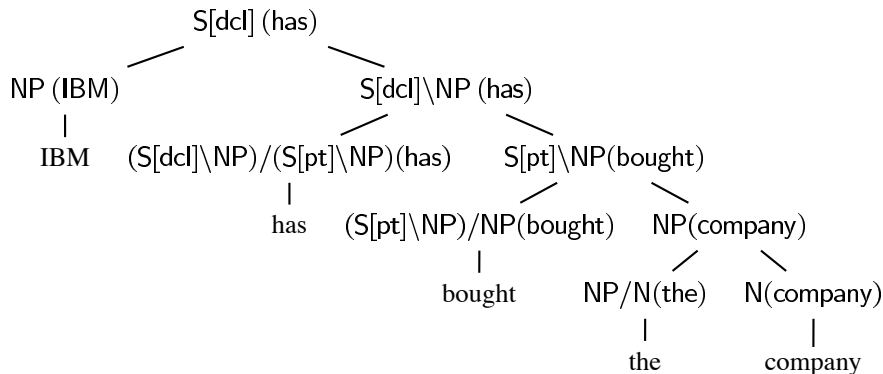 S[dcl] (has)
NP (IBM) S[dcl]\NP (has)
IBM (S[dcl]\NP)/(S[pt]\NP)(has) S[pt]\NP(bought)
has (S[pt]\NP)/NP(bought) NP(company)
bought NP/N(the) N(company)
the company